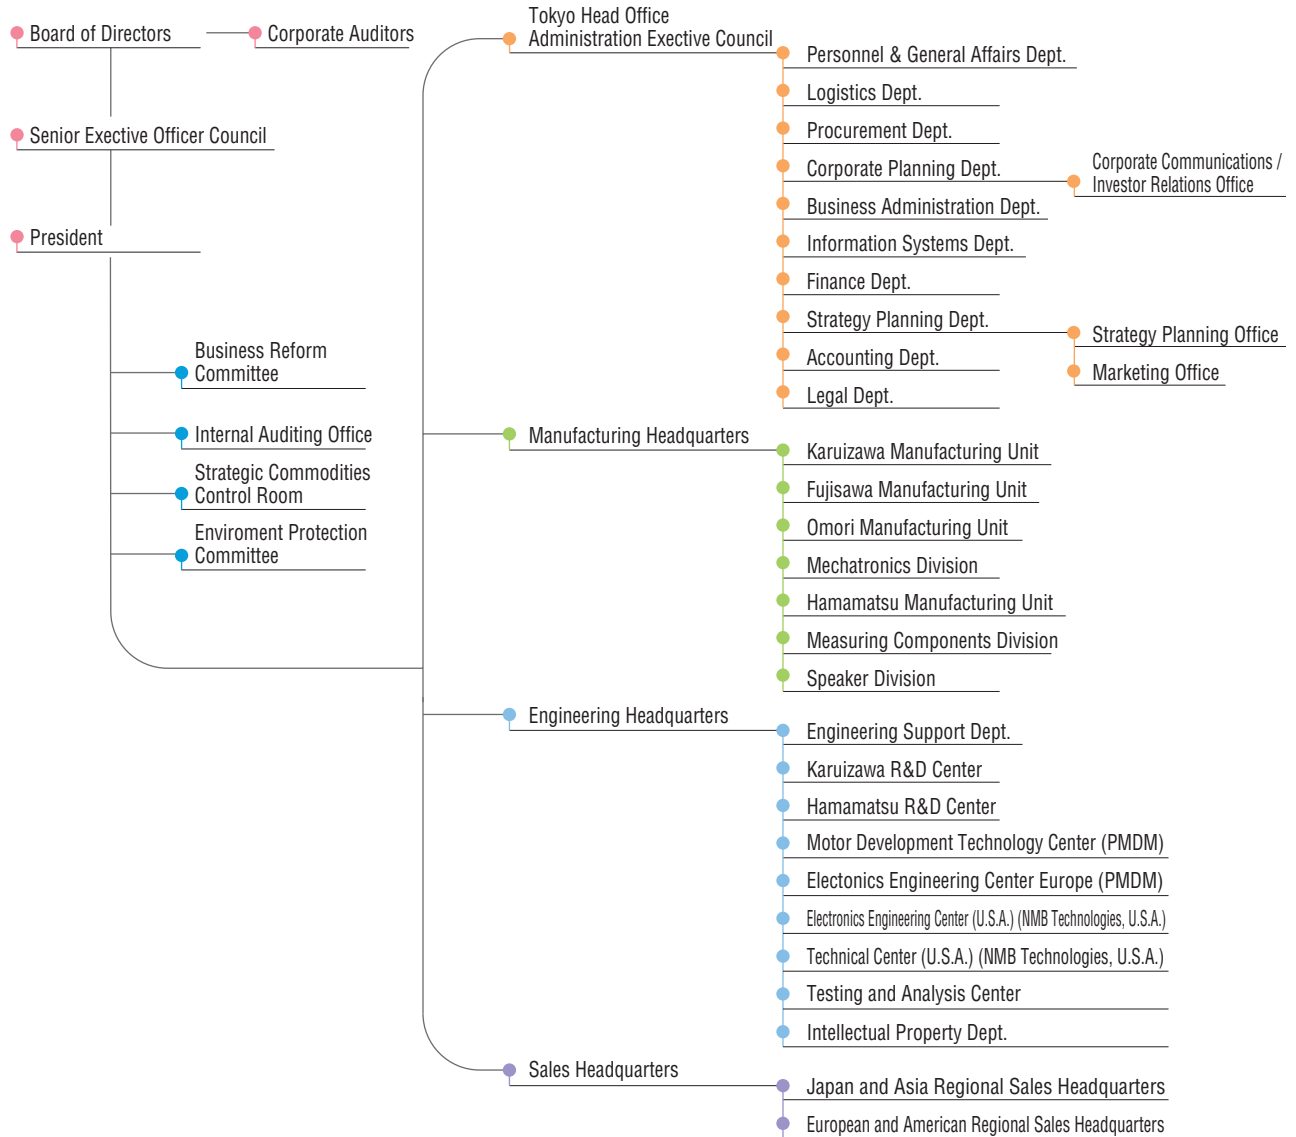 Board of Directors
Corporate Auditors
Senior Exective Officer Council
President
Business Reform
Committee
Internal Auditing Office
Strategic Commodities
Control Room
Enviroment Protection
Committee
Tokyo Head Office
Administration Exective Council
Personnel & General Affairs Dept.
Logistics Dept.
Procurement Dept.
Corporate Planning Dept.
Corporate Communications /
Investor Relations Office
Business Administration Dept.
Information Systems Dept.
Finance Dept.
Strategy Planning Dept.
Strategy Planning Office
Marketing Office
Accounting Dept.
Legal Dept.
Manufacturing Headquarters
Karuizawa Manufacturing Unit
Fujisawa Manufacturing Unit
Omori Manufacturing Unit
Mechatronics Division
Hamamatsu Manufacturing Unit
Measuring Components Division
Speaker Division
Engineering Headquarters
Engineering Support Dept.
Karuizawa R&D Center
Hamamatsu R&D Center
Motor Development Technology Center (PMDM)
Electonics Engineering Center Europe (PMDM)
Electronics Engineering Center (U.S.A.) (NMB Technologies, U.S.A.)
Technical Center (U.S.A.) (NMB Technologies, U.S.A.)
Testing and Analysis Center
Intellectual Property Dept.
Sales Headquarters
Japan and Asia Regional Sales Headquarters
European and American Regional Sales Headquarters